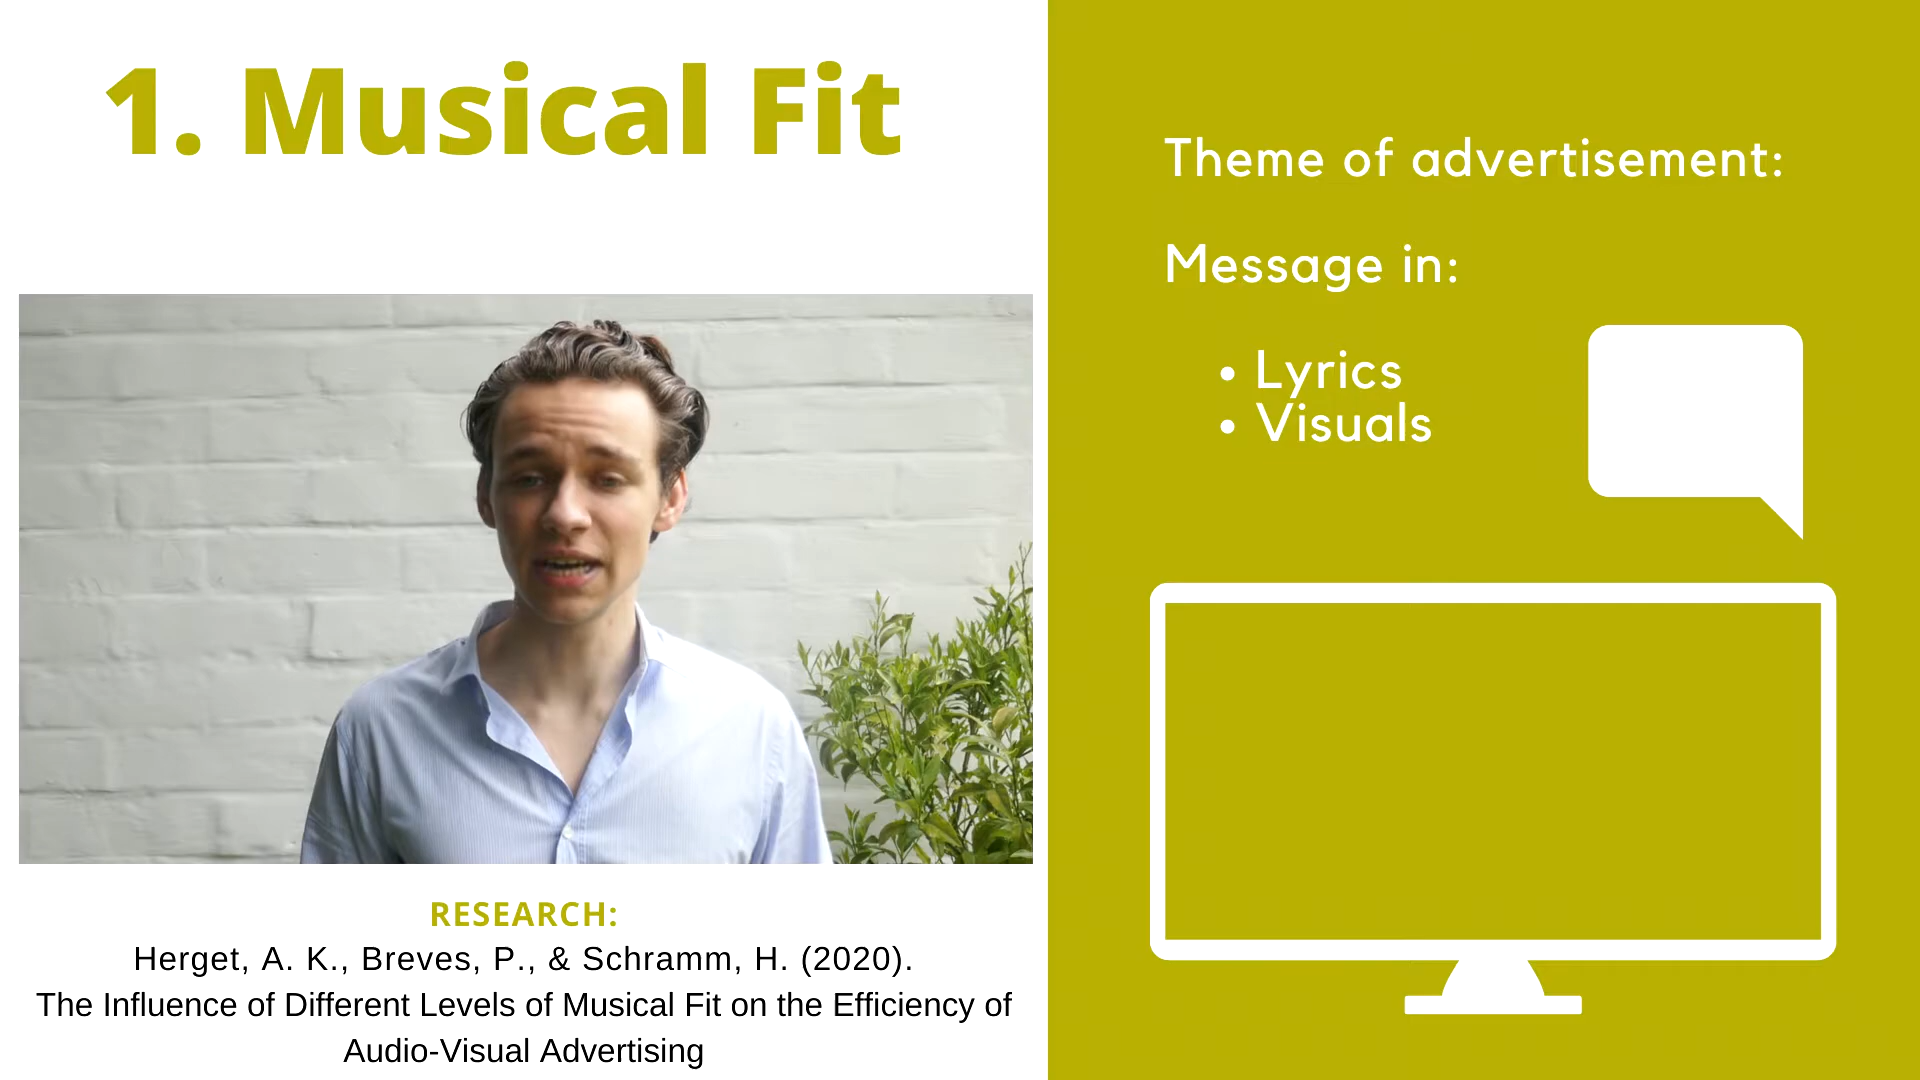 1. Musical Fit
RESEARCH:
Herget, A. K., Breves, P., & Schramm, H. (2020).
The Influence of Different Levels of Musical Fit on the Efficiency of
Audio-Visual Advertising
Theme of advertisement:
Message in:
• Lyrics
• Visuals